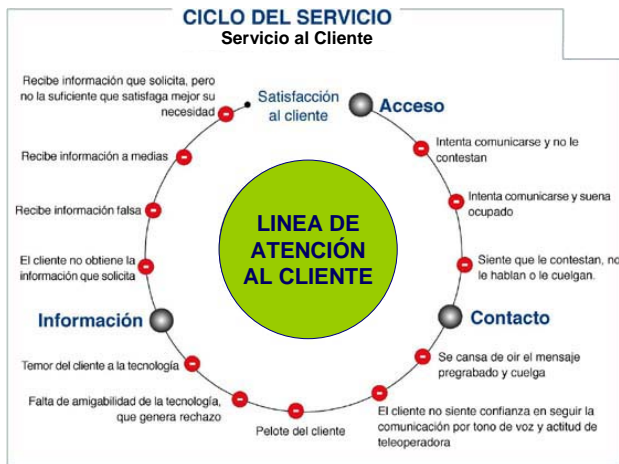 CICLO DEL SERVICIO
Servicio al Cliente
Satisfacción
al cliente
Acceso
Intenta comunicarse y no le
contestan
Intenta comunicarse y suena
ocupado
Siente que le contestan, no
le hablan o le cuelgan.
Contacto
Se cansa de oir el mensaje
pregrabado y cuelga
El cliente no siente confianza en seguir la
comunicación por tono de voz y actitud de
teleoperadora
Pelote del cliente
Falta de amigabilidad de la tecnología,
que genera rechazo
Temor del cliente a la tecnología
Información
El cliente no obtiene la
información que solicita
Recibe información falsa
Recibe información a medias
Recibe información que solicita, pero
no la suficiente que satisfaga mejor su
necesidad
LINEA DE
ATENCIÓN
AL CLIENTE